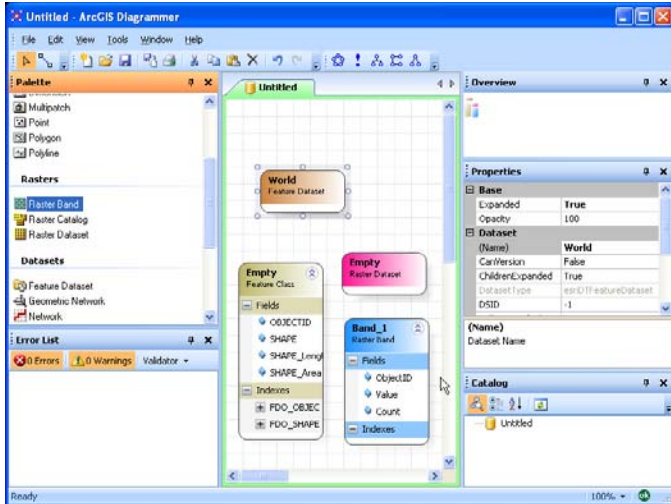 Untitled - ArcGIS Diagrammer
File Edit View Tools Window Help
Palette
Multipatch
Point
Polygon
Polyline
Rasters
Raster Band
Raster Catalog
Raster Dataset
Datasets
Feature Dataset
Geometric Network
Network
Error List
0 Errors 0 Warnings Validator
Untitled
World
Feature Dataset
Empty
Feature Class
Fields
OBJECTID
SHAPE
SHAPE_Lengt
SHAPE_Area
Indexes
FDO_OBJEC
FDO_SHAPE
Empty
Raster Dataset
Band_1
Raster Band
Fields
ObjectID
Value
Count
Indexes
Overview
Properties
Base
Expanded True
Opacity 100
Dataset
(Name) World
CanVersion False
ChildrenExpanded True
DatasetType esriDTFeatureDataset
DSID -1
(Name)
Dataset Name
Catalog
Untitled
Ready
100%
ok